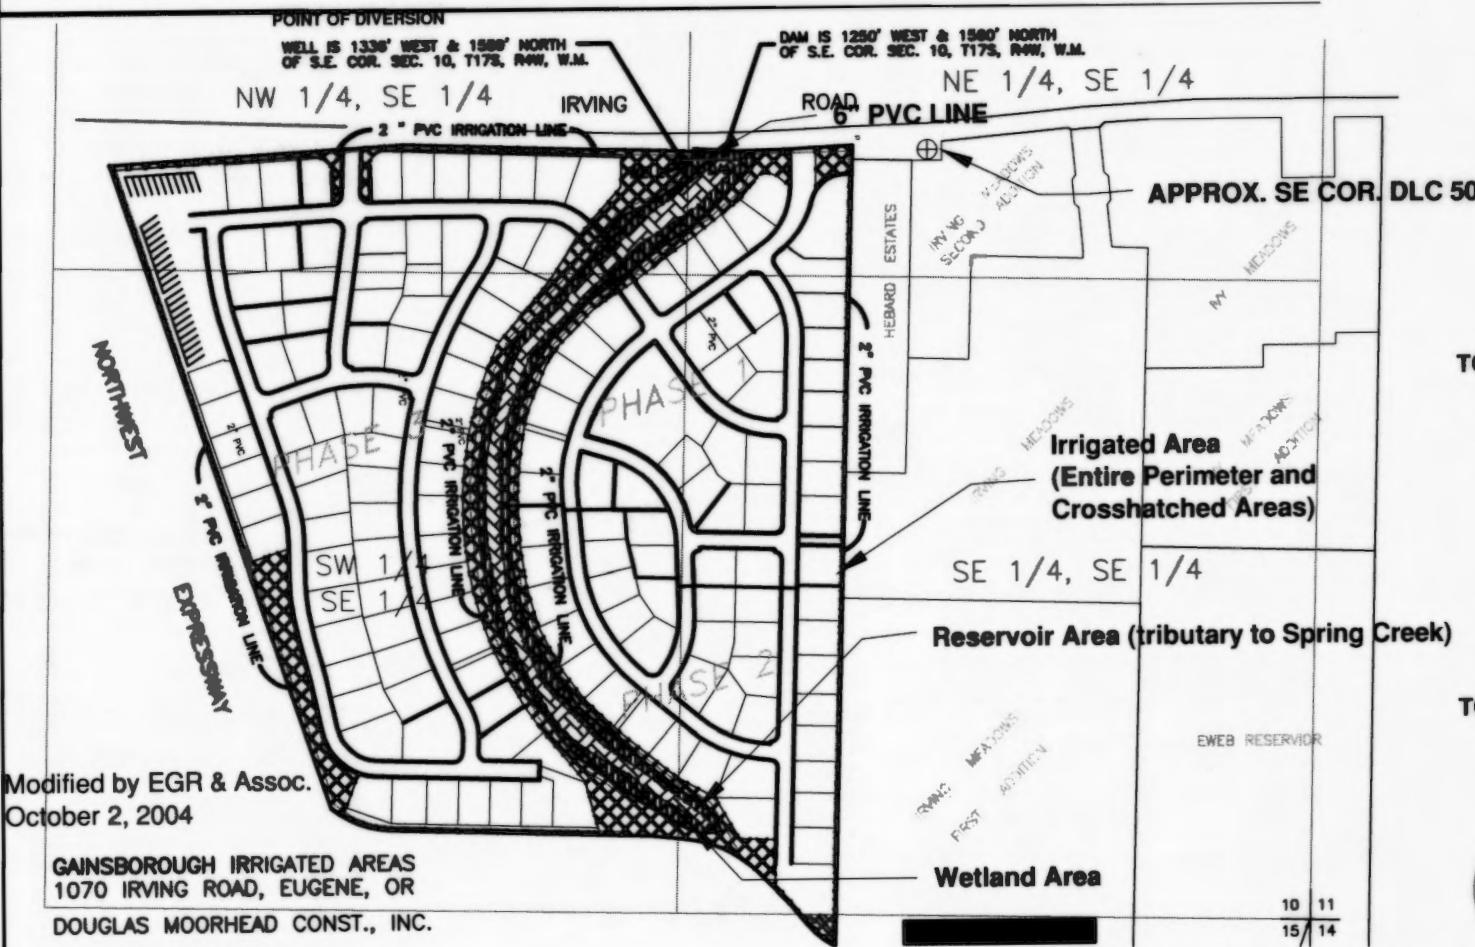 POINT OF DIVERSION
WELL IS 1336' WEST & 1588' NORTH
OF S.E. COR. SEC. 10, T17S, R4W, W.M.
DAM IS 1250' WEST & 1560' NORTH
OF S.E. COR. SEC. 10, T17S, R4W, W.M.
NW 1/4, SE 1/4
NE 1/4, SE 1/4
IRVING
ROAD
6" PVC LINE
2 " PVC IRRIGATION LINE
APPROX. SE COR. DLC 50
IRVING
SECOND
MEADOWS
ADDITION
HEBARD ESTATES
IVY
MEADOWS
NORTHWEST
EXPRESSWAY
2" PVC
2" PVC
2" PVC IRRIGATION LINE
2" PVC IRRIGATION LINE
2" PVC IRRIGATION LINE
2" PVC IRRIGATION LINE
PHASE 1
PHASE 3
PHASE 2
IRVING MEADOWS
MEADOWS
ADDITION
Irrigated Area
(Entire Perimeter and
Crosshatched Areas)
SW 1/4
SE 1/4
SE 1/4, SE 1/4
Reservoir Area (tributary to Spring Creek)
IRVING MEADOWS
FIRST ADDITION
EWEB RESERVIOR
Modified by EGR & Assoc.
October 2, 2004
GAINSBOROUGH IRRIGATED AREAS
1070 IRVING ROAD, EUGENE, OR
DOUGLAS MOORHEAD CONST., INC.
Wetland Area
10 11
15 14